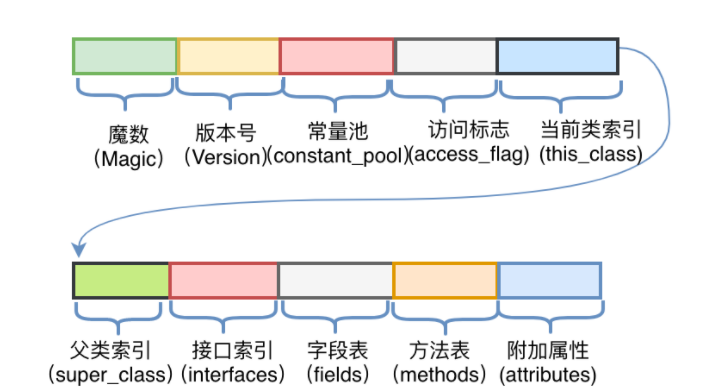 魔数 版本号 常量池 访问标志 当前类索引
(Magic) (Version) (constant_pool) (access_flag) (this_class)
父类索引 接口索引 字段表 方法表 附加属性
(super_class) (interfaces) (fields) (methods) (attributes)